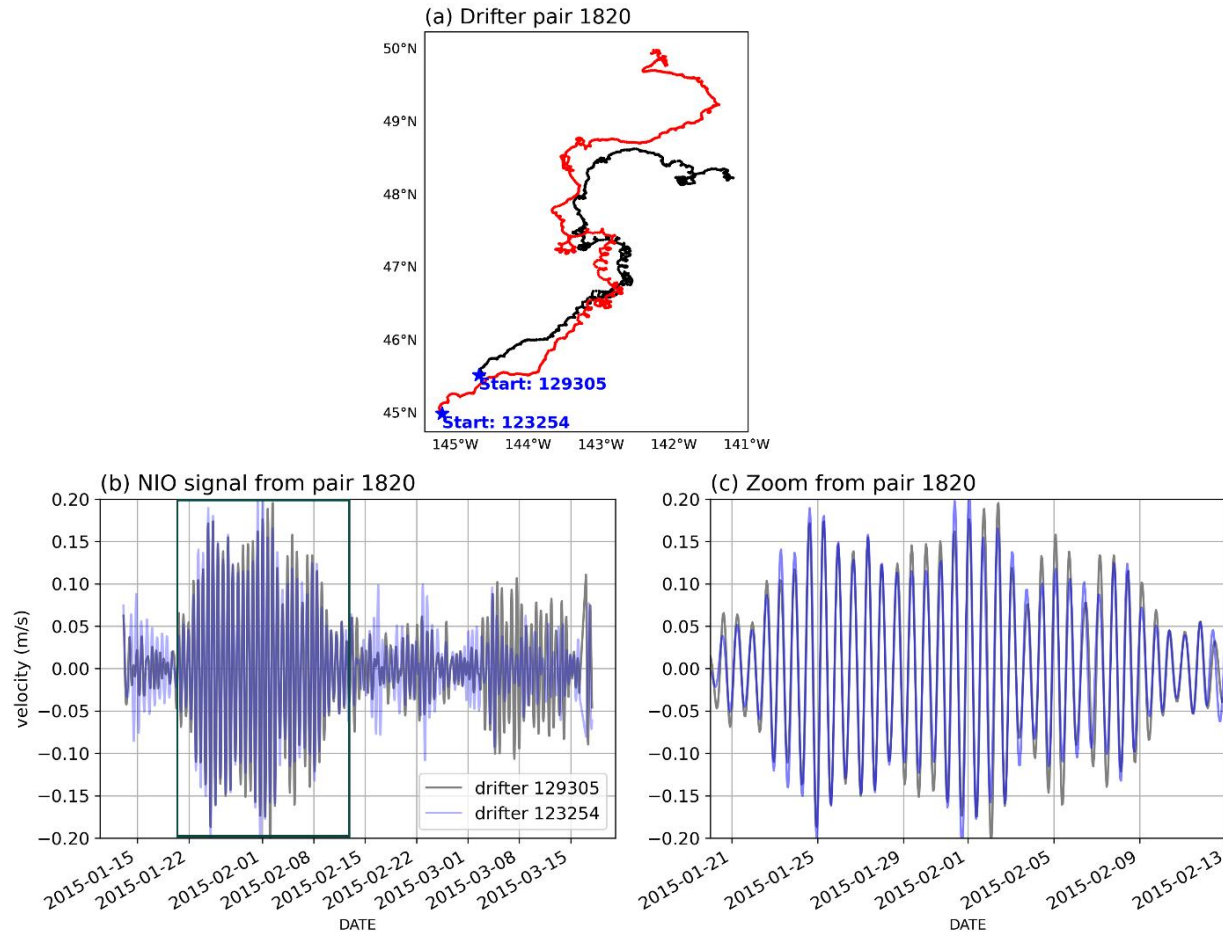 (a) Drifter pair 1820
50°N
49°N
48°N
47°N
46°N
45°N
Start: 129305
Start: 123254
145°W 144°W 143°W 142°W 141°W
(b) NIO signal from pair 1820
velocity (m/s)
0.20
0.15
0.10
0.05
0.00
−0.05
−0.10
−0.15
−0.20
drifter 129305
drifter 123254
2015-01-15
2015-01-22
2015-02-01
2015-02-08
2015-02-15
2015-02-22
2015-03-01
2015-03-08
2015-03-15
DATE
(c) Zoom from pair 1820
0.20
0.15
0.10
0.05
0.00
−0.05
−0.10
−0.15
−0.20
2015-01-21
2015-01-25
2015-01-29
2015-02-01
2015-02-05
2015-02-09
2015-02-13
DATE